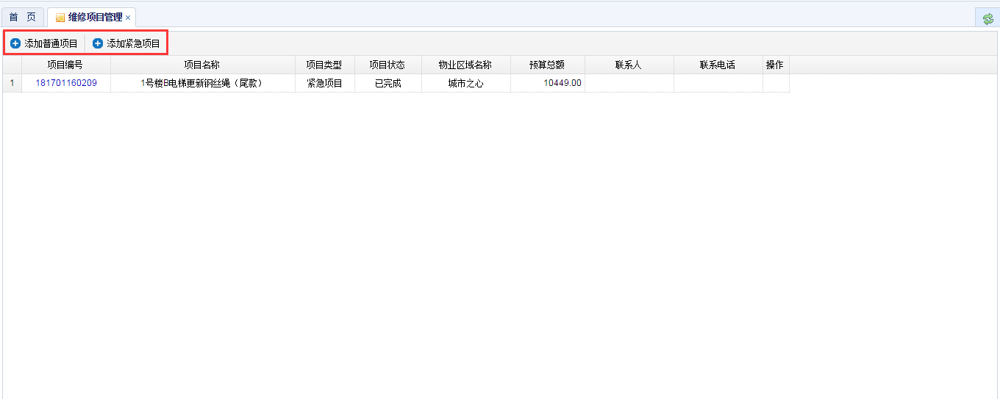 首 页 维修项目管理 ×
添加普通项目 添加紧急项目
项目编号 项目名称 项目类型 项目状态 物业区域名称 预算总额 联系人 联系电话 操作
1 181701160209 1号楼B电梯更新钢丝绳（尾款） 紧急项目 已完成 城市之心 10449.00